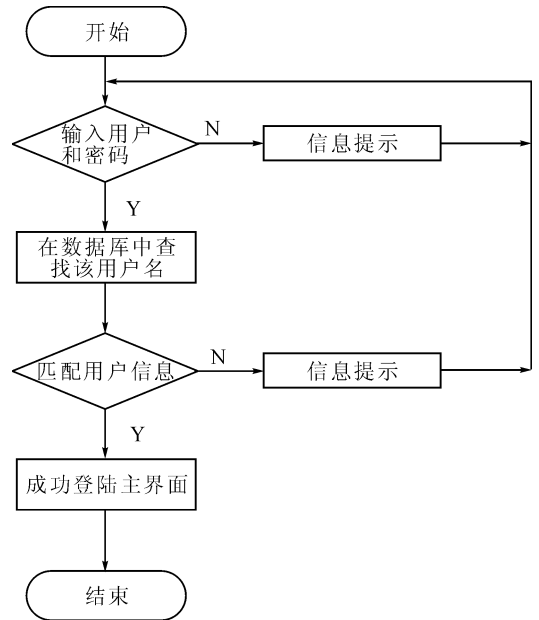 开始
输入用户
和密码
N
信息提示
Y
在数据库中查
找该用户名
匹配用户信息
N
信息提示
Y
成功登陆主界面
结束